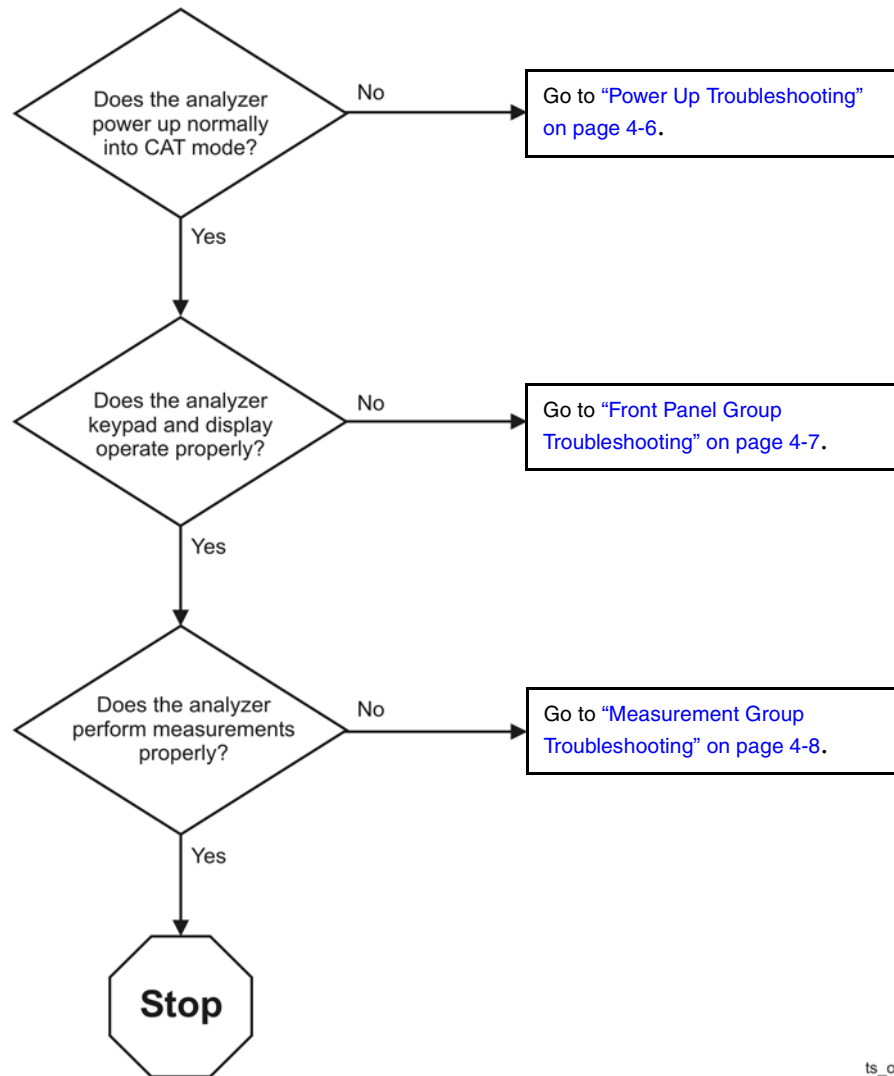 Does the analyzer
power up normally
into CAT mode?
No
Go to “Power Up Troubleshooting”
on page 4-6.
Yes
Does the analyzer
keypad and display
operate properly?
No
Go to “Front Panel Group
Troubleshooting” on page 4-7.
Yes
Does the analyzer
perform measurements
properly?
No
Go to “Measurement Group
Troubleshooting” on page 4-8.
Yes
Stop